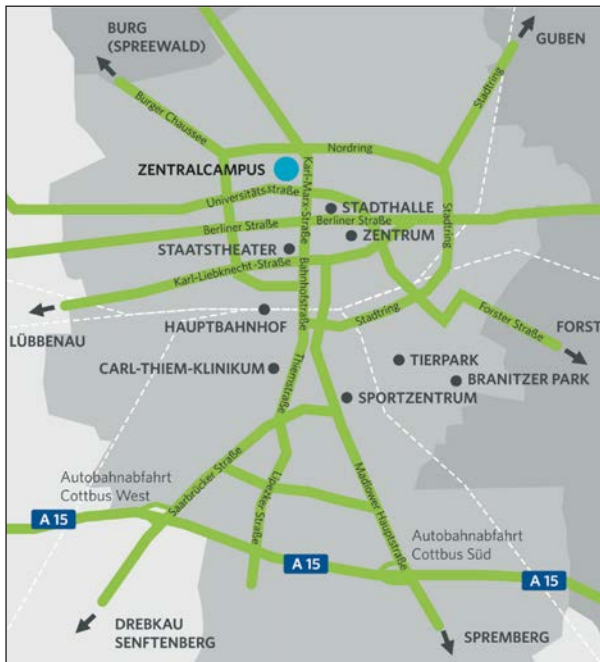 BURG
(SPREEWALD)
GUBEN
Burger Chaussee
Stadtring
Nordring
ZENTRALCAMPUS
Karl-Marx-Straße
Universitätsstraße
STADTHALLE
Stadtring
Berliner Straße
Berliner Straße
ZENTRUM
STAATSTHEATER
Karl-Liebknecht-Straße
Bahnhofstraße
LÜBBENAU
HAUPTBAHNHOF
Stadtring
Forster Straße
FORST
CARL-THIEM-KLINIKUM
Thiemstraße
TIERPARK
BRANITZER PARK
SPORTZENTRUM
Autobahnabfahrt
Cottbus West
Saarbrücker Straße
Lipezker Straße
Madlower Hauptstraße
A 15
Autobahnabfahrt
Cottbus Süd
A 15
A 15
DREBKAU
SENFTENBERG
SPREMBERG